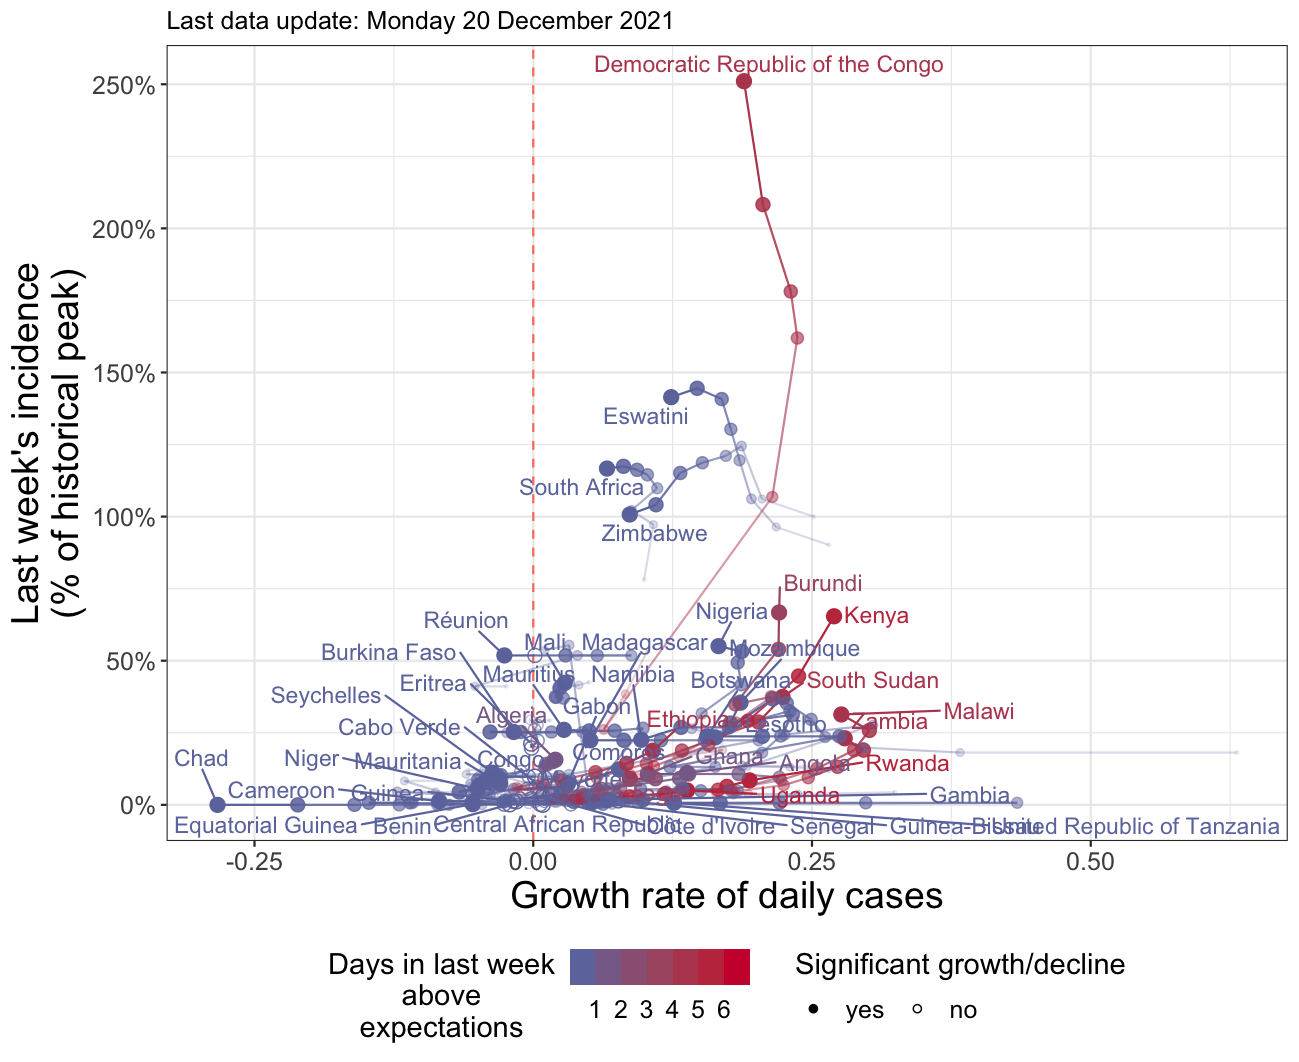 Last data update: Monday 20 December 2021
Last week's incidence
(% of historical peak)
250%
200%
150%
100%
50%
0%
Democratic Republic of the Congo
Eswatini
South Africa
Zimbabwe
Burundi
Nigeria
Kenya
Réunion
Mali
Madagascar
Mozambique
Burkina Faso
Eritrea
Mauritius
Namibia
Botswana
South Sudan
Seychelles
Gabon
Algeria
Ethiopia
Lesotho
Zambia
Malawi
Cabo Verde
Chad
Niger
Mauritania
Congo
Comoros
Ghana
Angola
Rwanda
Cameroon
Guinea
Uganda
Gambia
Equatorial Guinea
Benin
Central African Republic
Côte d'Ivoire
Senegal
Guinea-Bissau
United Republic of Tanzania
-0.25
0.00
0.25
0.50
Growth rate of daily cases
Days in last week
above
expectations
1 2 3 4 5 6
Significant growth/decline
yes
no